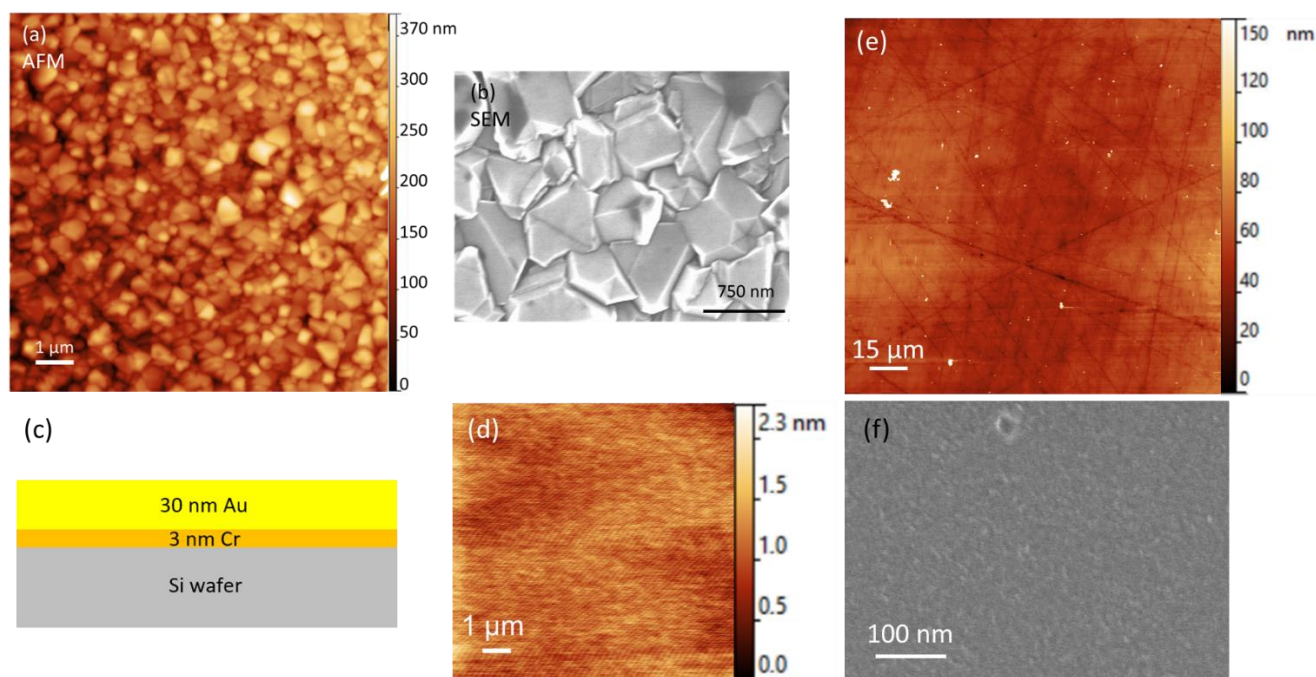 (a)
AFM
370 nm
300
250
200
150
100
50
0
1 µm
(b)
SEM
750 nm
(e)
150 nm
120
100
80
60
40
20
0
15 µm
(c)
30 nm Au
3 nm Cr
Si wafer
(d)
2.3 nm
1.5
1.0
0.5
0.0
1 µm
(f)
100 nm